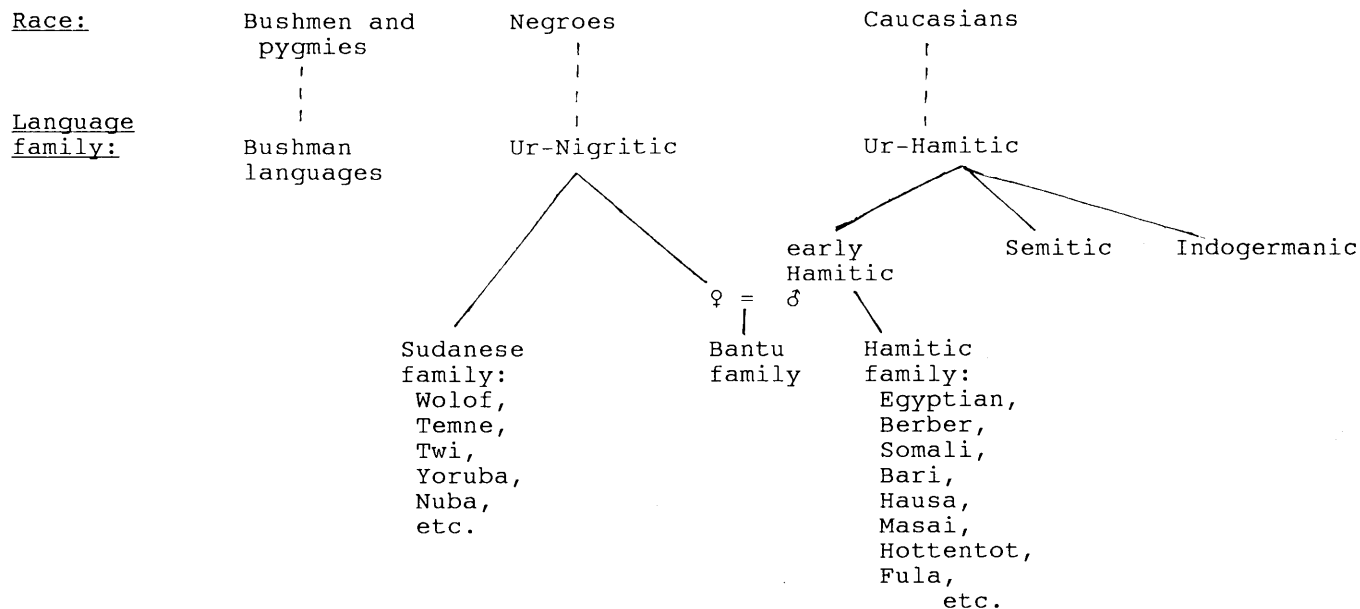 Race: Bushmen and Negroes Caucasians
pygmies
Language
family: Bushman Ur-Nigritic Ur-Hamitic
languages
early Semitic Indogermanic
Hamitic
♀ = ♂
Sudanese Bantu Hamitic
family: family family:
Wolof, Egyptian,
Temne, Berber,
Twi, Somali,
Yoruba, Bari,
Nuba, Hausa,
etc. Masai,
Hottentot,
Fula,
etc.